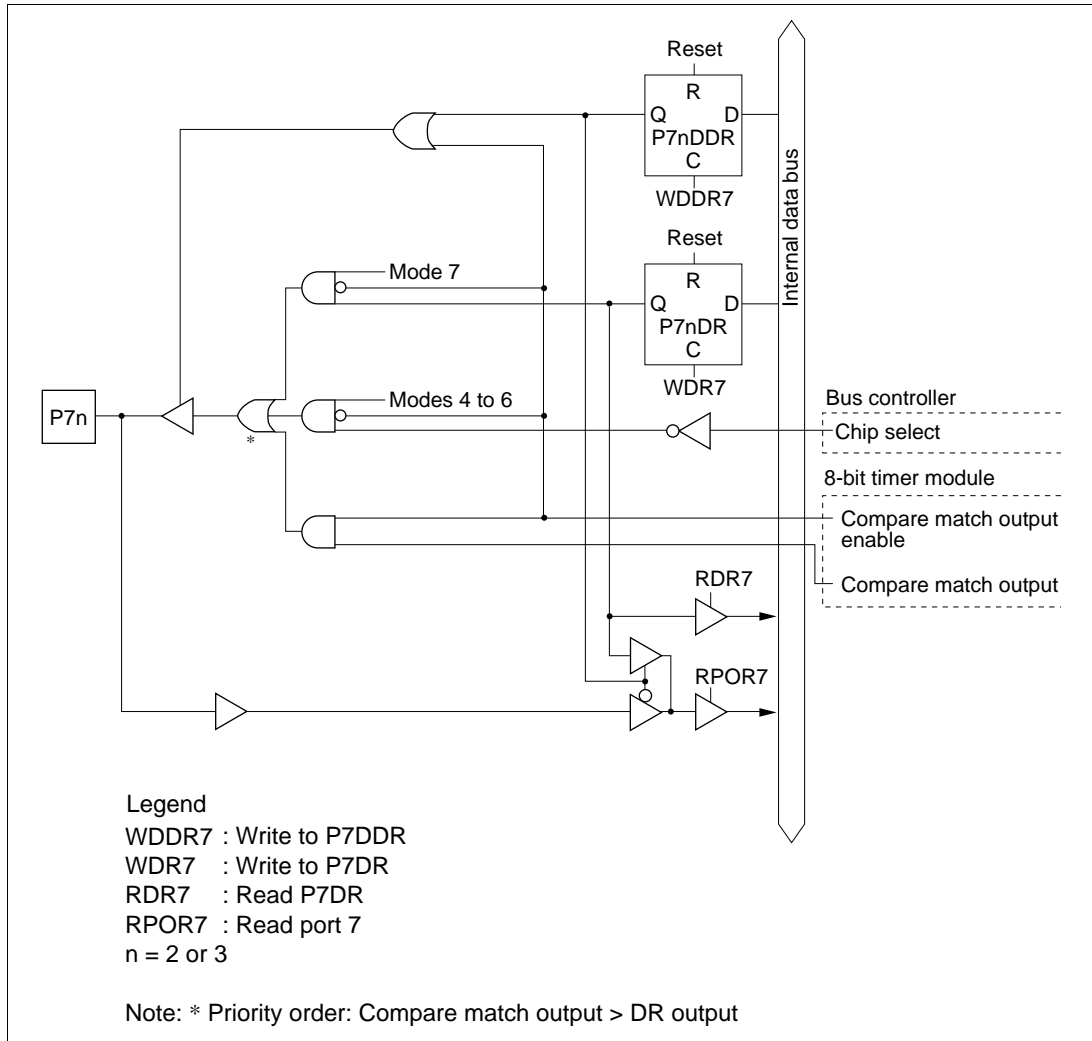 Reset
R
Q D
P7nDDR
C
WDDR7
Reset
R
Q D
P7nDR
C
WDR7
Internal data bus
Mode 7
Modes 4 to 6
P7n
*
Bus controller
Chip select
8-bit timer module
Compare match output
enable
Compare match output
RDR7
RPOR7
Legend
WDDR7 : Write to P7DDR
WDR7 : Write to P7DR
RDR7 : Read P7DR
RPOR7 : Read port 7
n = 2 or 3
Note: * Priority order: Compare match output > DR output